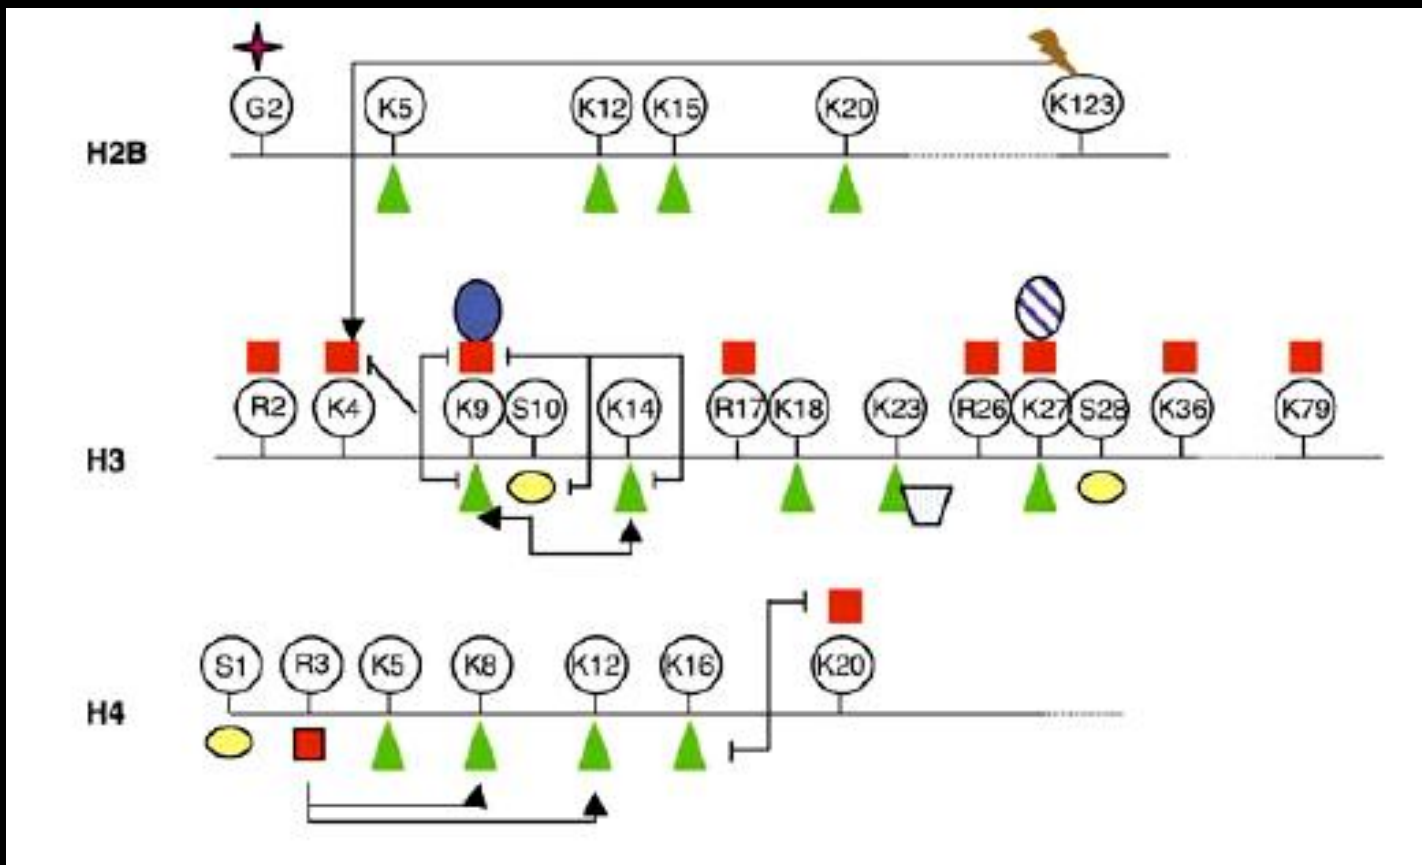 G2 K5 K12 K15 K20 K123
H2B
R2 K4 K9 S10 K14 R17 K18 K23 R26 K27 S28 K36 K79
H3
S1 R3 K5 K8 K12 K16 K20
H4